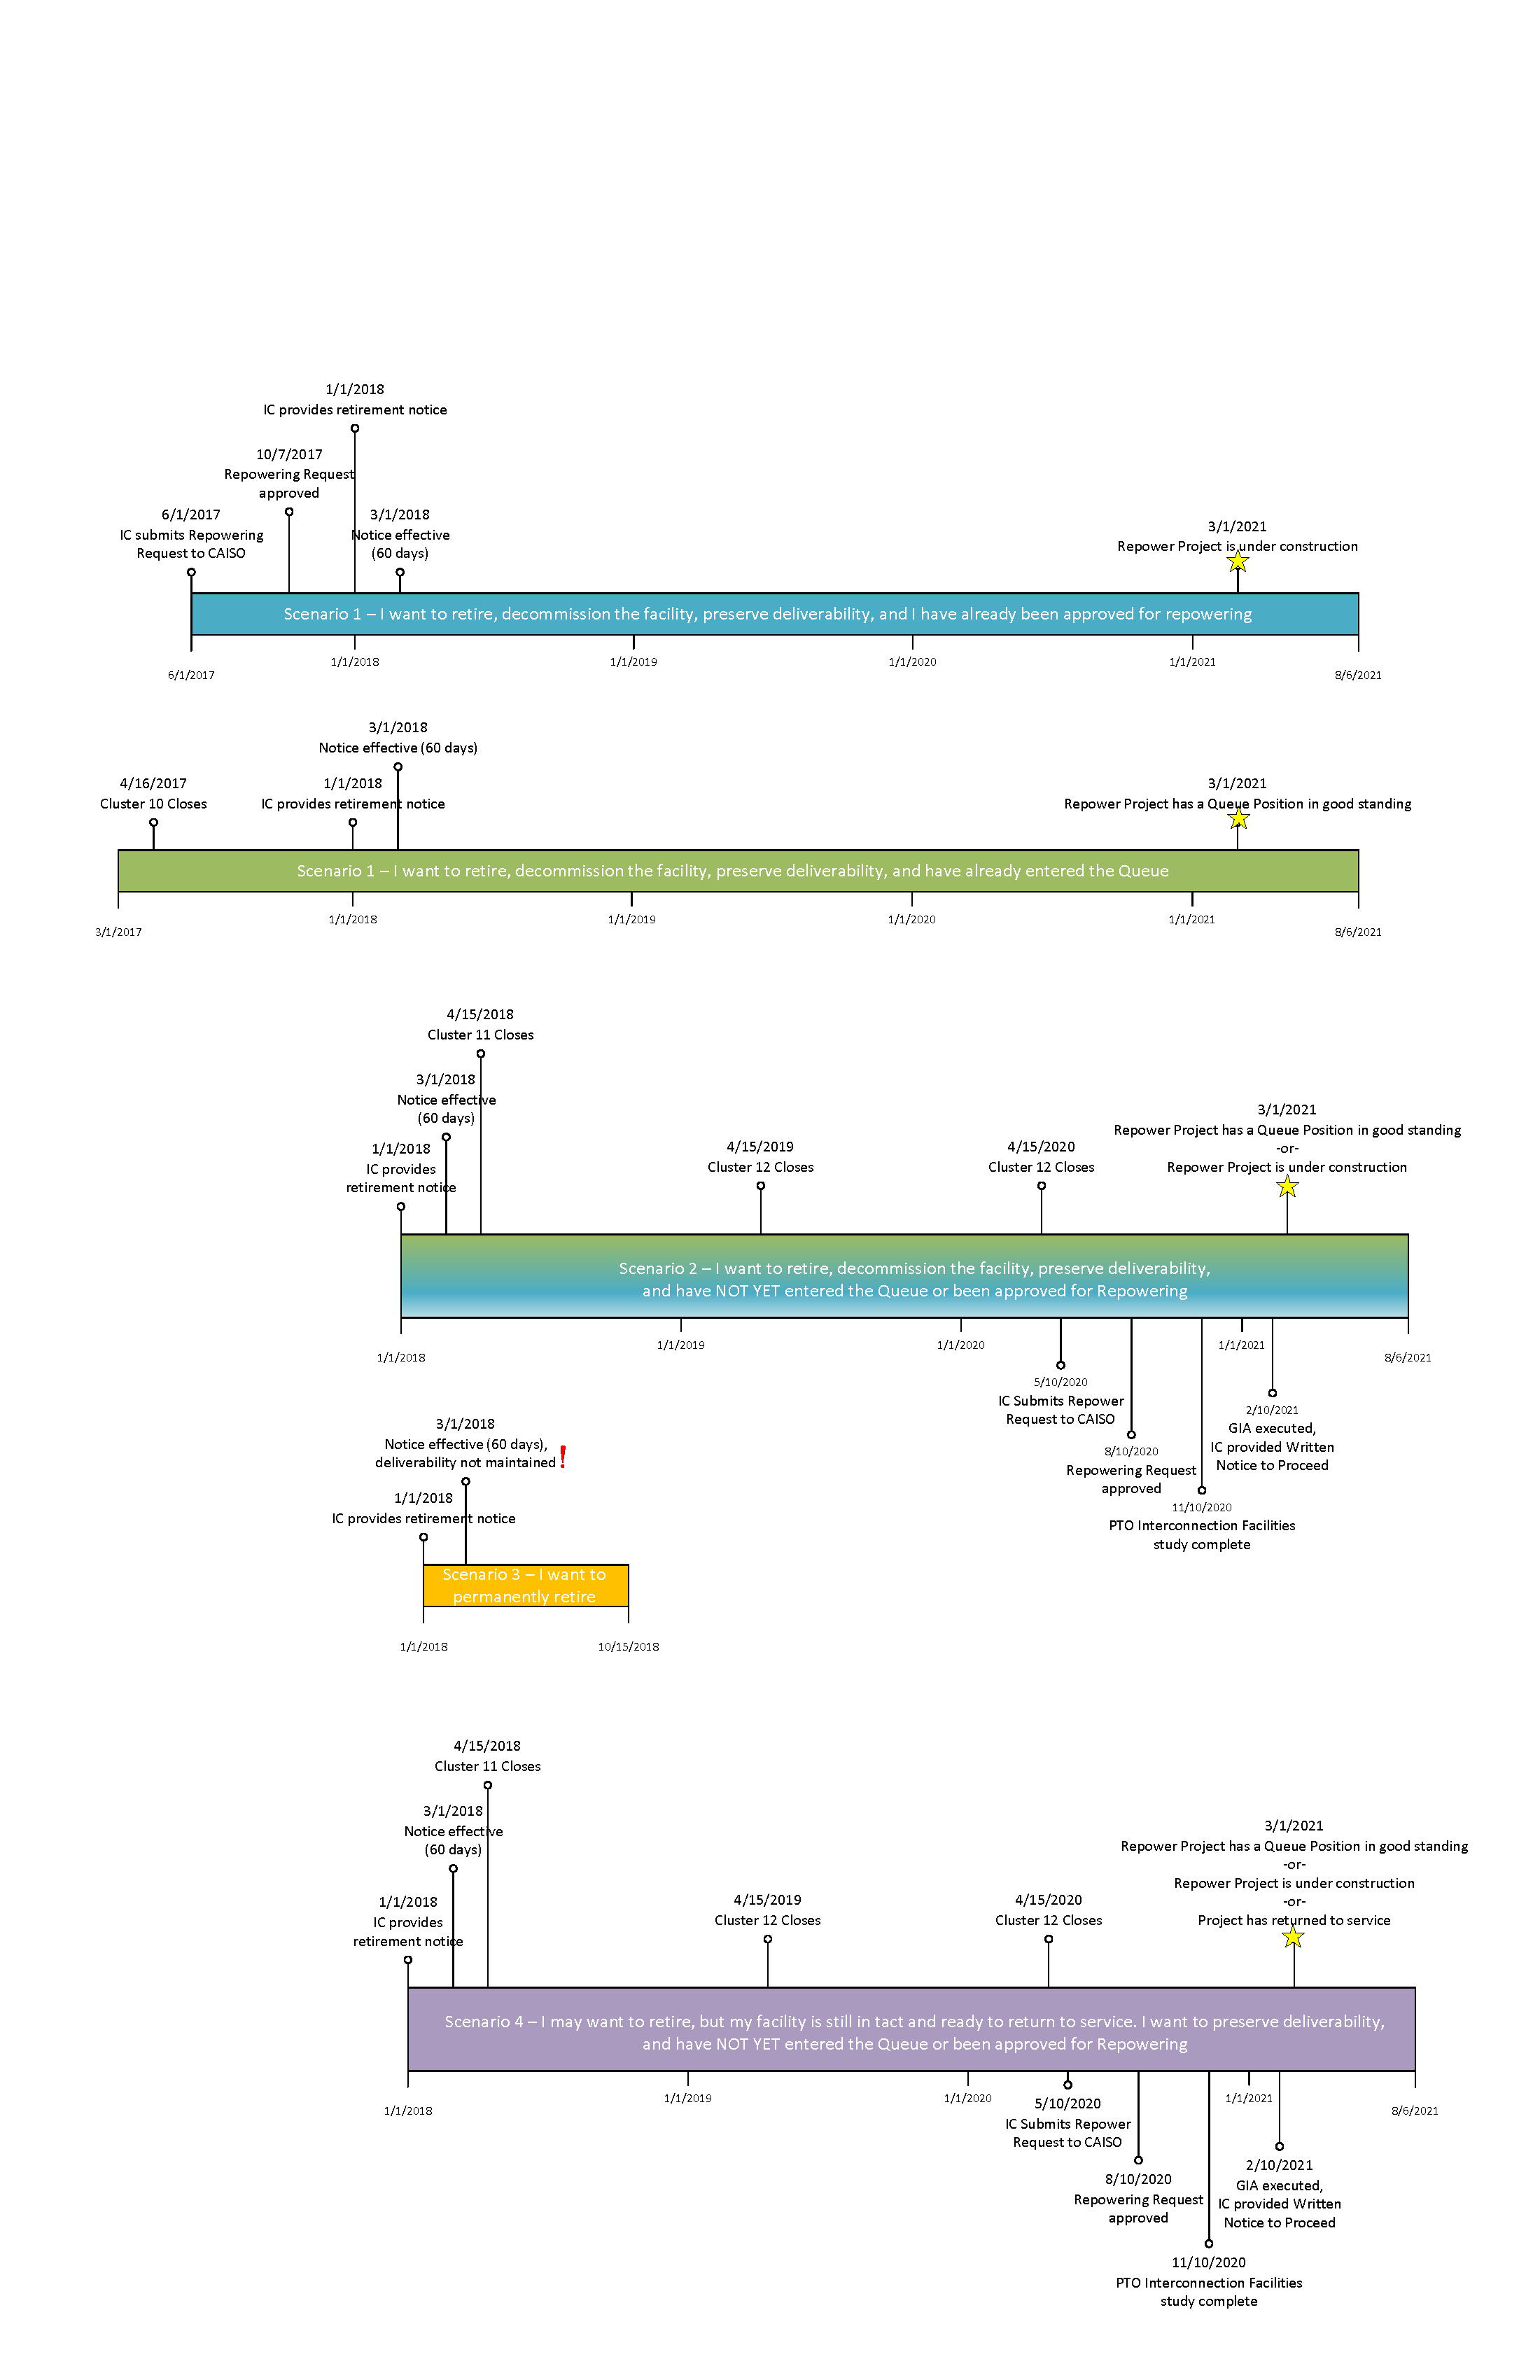 1/1/2018
IC provides retirement notice
10/7/2017
Repowering Request
approved
6/1/2017
IC submits Repowering
Request to CAISO
3/1/2018
Notice effective
(60 days)
3/1/2021
Repower Project is under construction
Scenario 1 – I want to retire, decommission the facility, preserve deliverability, and I have already been approved for repowering
1/1/2018
1/1/2019
1/1/2020
1/1/2021
6/1/2017
8/6/2021
3/1/2018
Notice effective (60 days)
4/16/2017
Cluster 10 Closes
1/1/2018
IC provides retirement notice
3/1/2021
Repower Project has a Queue Position in good standing
Scenario 1 – I want to retire, decommission the facility, preserve deliverability, and have already entered the Queue
1/1/2018
1/1/2019
1/1/2020
1/1/2021
3/1/2017
8/6/2021
4/15/2018
Cluster 11 Closes
3/1/2018
Notice effective
(60 days)
1/1/2018
IC provides
retirement notice
4/15/2019
Cluster 12 Closes
4/15/2020
Cluster 12 Closes
3/1/2021
Repower Project has a Queue Position in good standing
-or-
Repower Project is under construction
Scenario 2 – I want to retire, decommission the facility, preserve deliverability,
and have NOT YET entered the Queue or been approved for Repowering
1/1/2019
1/1/2020
1/1/2021
1/1/2018
8/6/2021
5/10/2020
IC Submits Repower
Request to CAISO
8/10/2020
Repowering Request
approved
11/10/2020
PTO Interconnection Facilities
study complete
2/10/2021
GIA executed,
IC provided Written
Notice to Proceed
3/1/2018
Notice effective (60 days),
deliverability not maintained !
1/1/2018
IC provides retirement notice
Scenario 3 – I want to
permanently retire
1/1/2018
10/15/2018
4/15/2018
Cluster 11 Closes
3/1/2018
Notice effective
(60 days)
1/1/2018
IC provides
retirement notice
4/15/2019
Cluster 12 Closes
4/15/2020
Cluster 12 Closes
3/1/2021
Repower Project has a Queue Position in good standing
-or-
Repower Project is under construction
-or-
Project has returned to service
Scenario 4 – I may want to retire, but my facility is still in tact and ready to return to service. I want to preserve deliverability,
and have NOT YET entered the Queue or been approved for Repowering
1/1/2019
1/1/2020
1/1/2021
1/1/2018
8/6/2021
5/10/2020
IC Submits Repower
Request to CAISO
8/10/2020
Repowering Request
approved
11/10/2020
PTO Interconnection Facilities
study complete
2/10/2021
GIA executed,
IC provided Written
Notice to Proceed